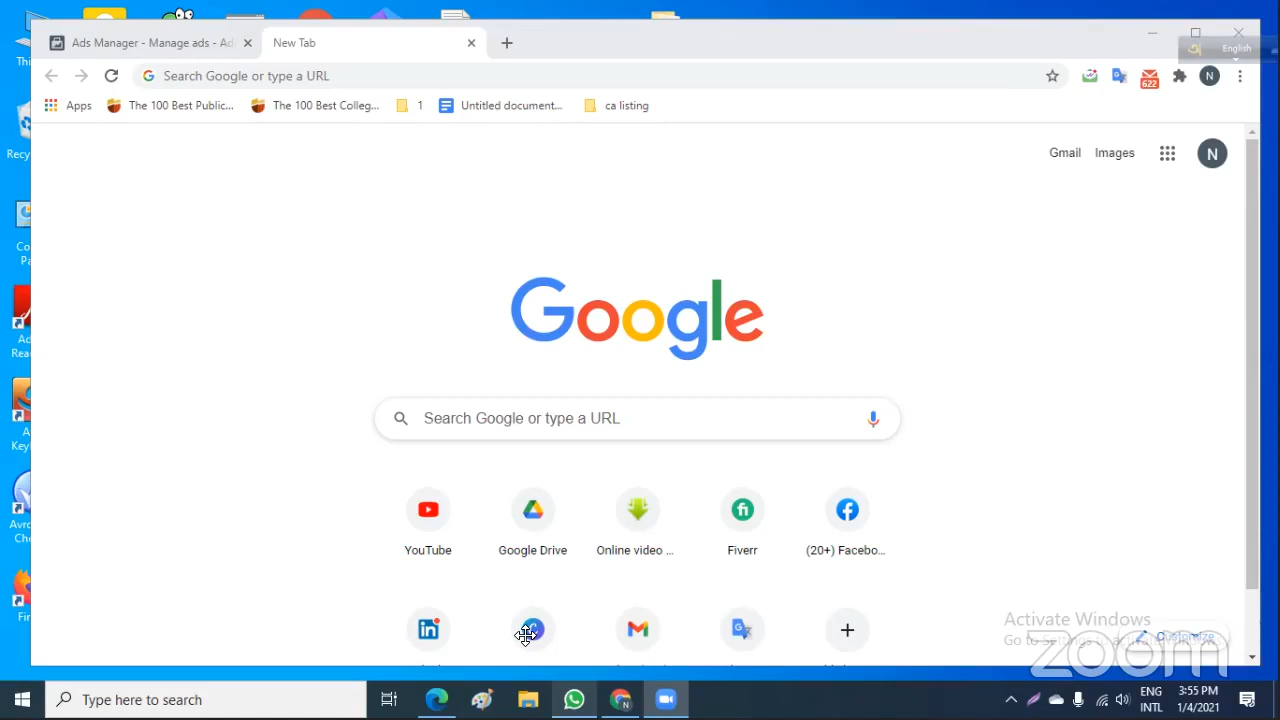 Ads Manager - Manage ads - Ad
New Tab
English
Search Google or type a URL
622
N
Apps
The 100 Best Public...
The 100 Best Colleg...
1
Untitled document...
ca listing
Gmail
Images
N
Google
Search Google or type a URL
YouTube
Google Drive
Online video ...
Fiverr
(20+) Facebo...
Activate Windows
Customize
zoom
Type here to search
ENG
INTL
3:55 PM
1/4/2021